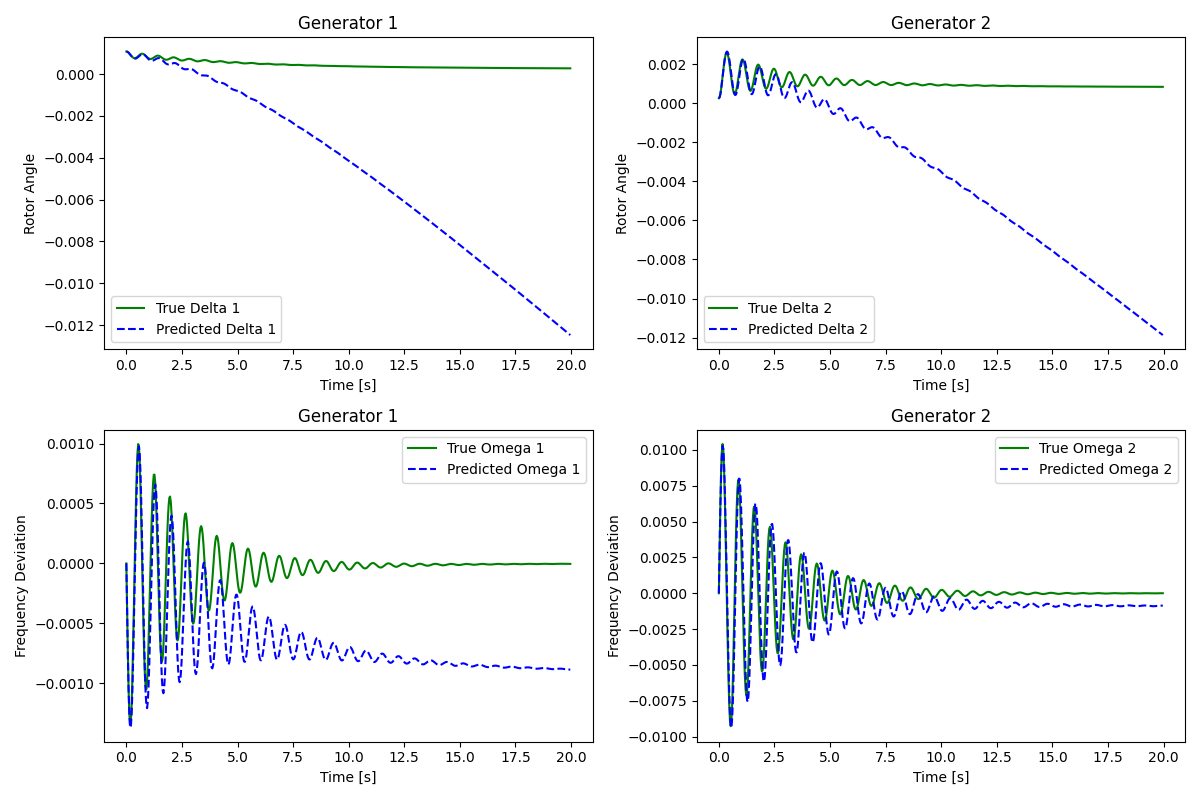 Generator 1
Rotor Angle
0.000
−0.002
−0.004
−0.006
−0.008
−0.010
−0.012
True Delta 1
Predicted Delta 1
0.0 2.5 5.0 7.5 10.0 12.5 15.0 17.5 20.0
Time [s]
Generator 2
Rotor Angle
0.002
0.000
−0.002
−0.004
−0.006
−0.008
−0.010
−0.012
True Delta 2
Predicted Delta 2
0.0 2.5 5.0 7.5 10.0 12.5 15.0 17.5 20.0
Time [s]
Generator 1
Frequency Deviation
0.0010
0.0005
0.0000
−0.0005
−0.0010
True Omega 1
Predicted Omega 1
0.0 2.5 5.0 7.5 10.0 12.5 15.0 17.5 20.0
Time [s]
Generator 2
Frequency Deviation
0.0100
0.0075
0.0050
0.0025
0.0000
−0.0025
−0.0050
−0.0075
−0.0100
True Omega 2
Predicted Omega 2
0.0 2.5 5.0 7.5 10.0 12.5 15.0 17.5 20.0
Time [s]